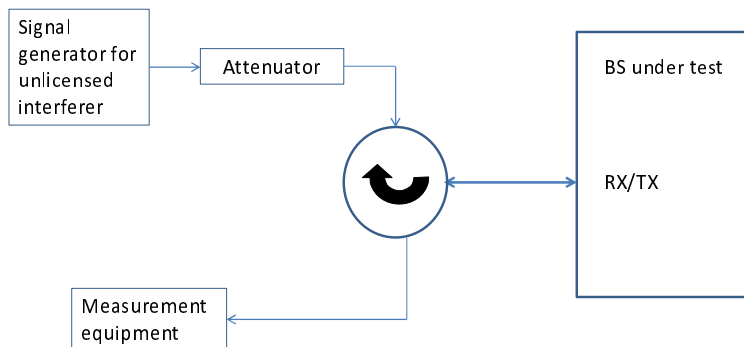 Signal
generator for
unlicensed
interferer
Attenuator
BS under test
RX/TX
Measurement
equipment